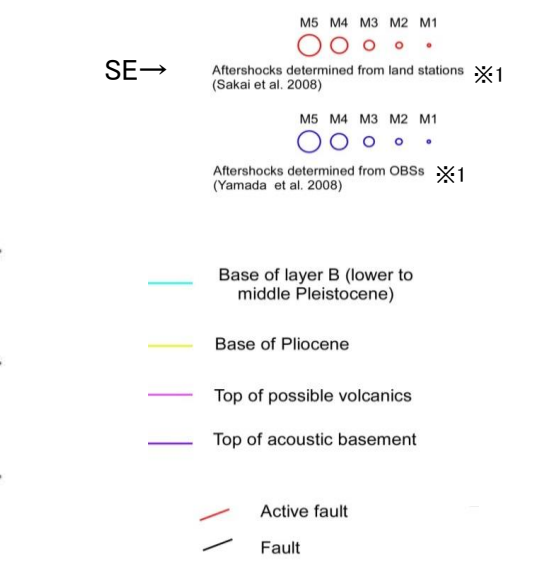 M5 M4 M3 M2 M1
SE→
Aftershocks determined from land stations ※1
(Sakai et al. 2008)
M5 M4 M3 M2 M1
Aftershocks determined from OBSs ※1
(Yamada et al. 2008)
Base of layer B (lower to
middle Pleistocene)
Base of Pliocene
Top of possible volcanics
Top of acoustic basement
Active fault
Fault